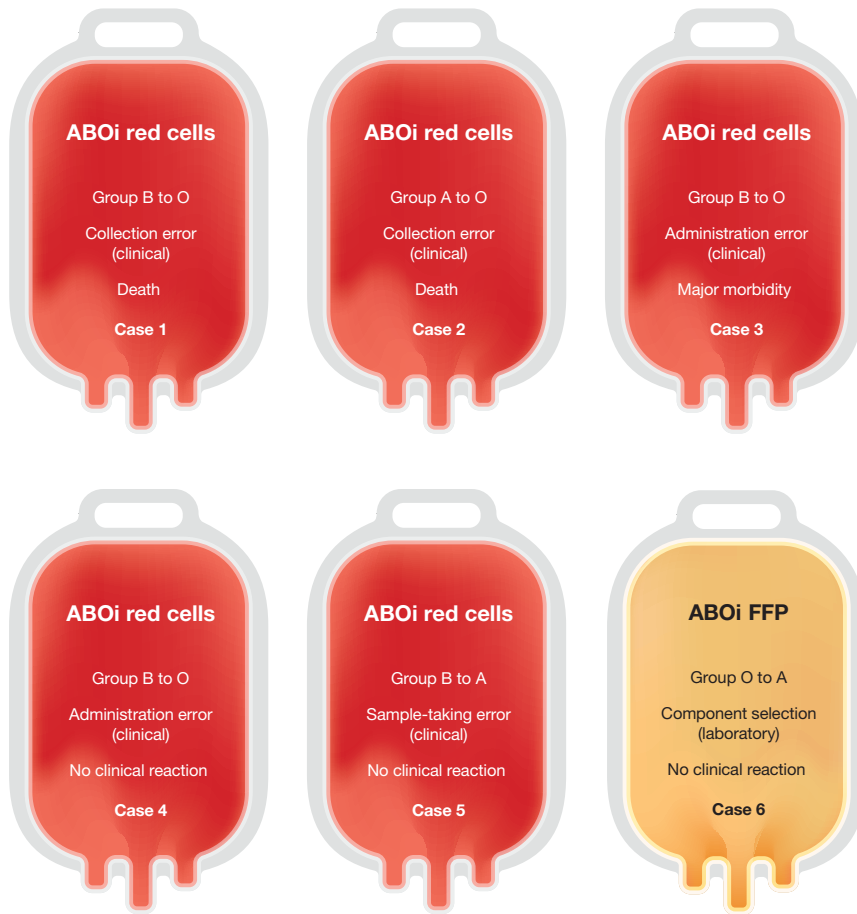 ABOi red cells
Group B to O
Collection error
(clinical)
Death
Case 1
ABOi red cells
Group A to O
Collection error
(clinical)
Death
Case 2
ABOi red cells
Group B to O
Administration error
(clinical)
Major morbidity
Case 3
ABOi red cells
Group B to O
Administration error
(clinical)
No clinical reaction
Case 4
ABOi red cells
Group B to A
Sample-taking error
(clinical)
No clinical reaction
Case 5
ABOi FFP
Group O to A
Component selection
(laboratory)
No clinical reaction
Case 6